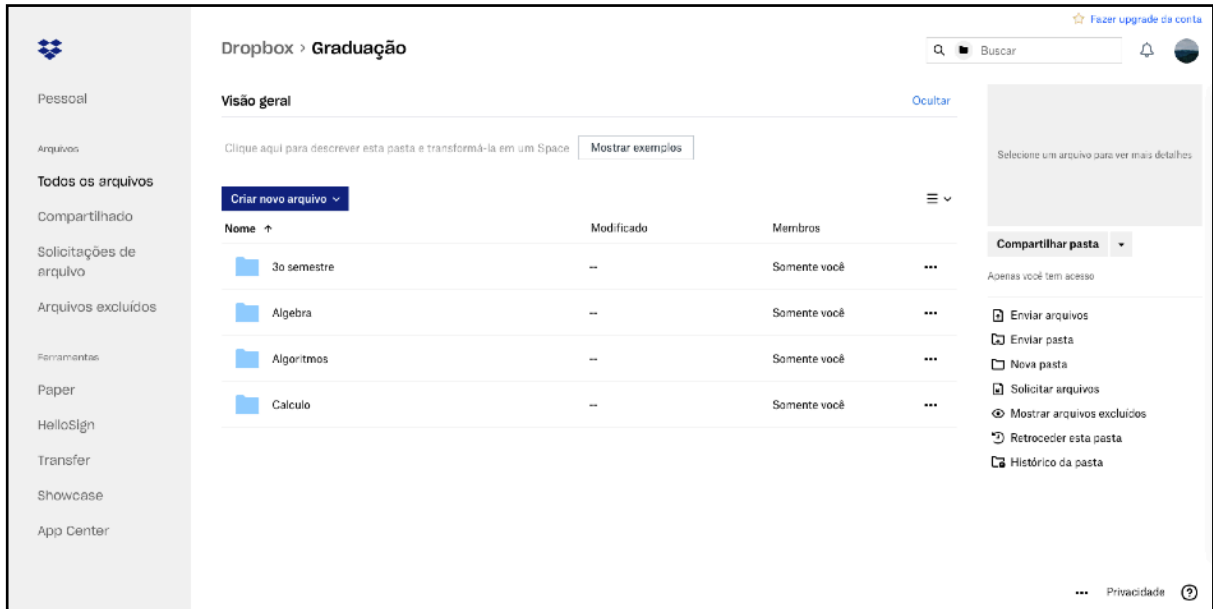 Fazer upgrade da conta
Dropbox › Graduação
Buscar
Pessoal
Arquivos
Todos os arquivos
Compartilhado
Solicitações de
arquivo
Arquivos excluídos
Ferramentas
Paper
HelloSign
Transfer
Showcase
App Center
Visão geral
Ocultar
Clique aqui para descrever esta pasta e transformá-la em um Space
Mostrar exemplos
Criar novo arquivo
Nome ↑ Modificado Membros
3o semestre -- Somente você
Algebra -- Somente você
Algoritmos -- Somente você
Calculo -- Somente você
Selecione um arquivo para ver mais detalhes
Compartilhar pasta
Apenas você tem acesso
Enviar arquivos
Enviar pasta
Nova pasta
Solicitar arquivos
Mostrar arquivos excluídos
Retroceder esta pasta
Histórico da pasta
Privacidade